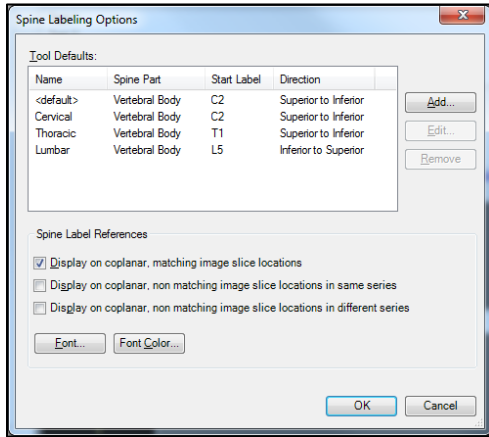 Spine Labeling Options
Tool Defaults:
Name Spine Part Start Label Direction
<default> Vertebral Body C2 Superior to Inferior
Cervical Vertebral Body C2 Superior to Inferior
Thoracic Vertebral Body T1 Superior to Inferior
Lumbar Vertebral Body L5 Inferior to Superior
Add...
Edit...
Remove
Spine Label References
Display on coplanar, matching image slice locations
Display on coplanar, non matching image slice locations in same series
Display on coplanar, non matching image slice locations in different series
Font... Font Color...
OK Cancel